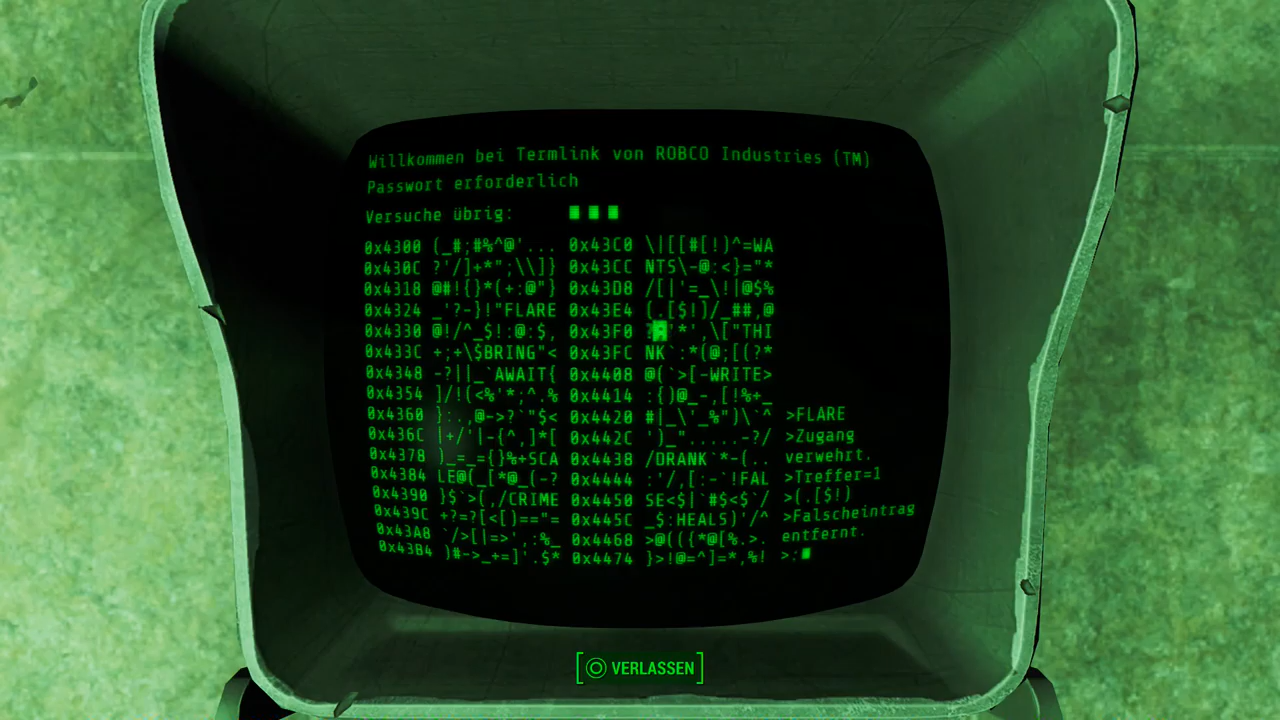 Willkommen bei Termlink von ROBCO Industries (TM)
Passwort erforderlich
Versuche übrig: ■ ■ ■
0x4300 (_#;#%^@'... 0x43C0 \|[[#[!)^=WA
0x430C ?'/]+*";\\]} 0x43CC NTS\-@:<}="*
0x4318 @#!{}*(+:@"} 0x43D8 /[|'=_\!|@$%
0x4324 _'?-}!"FLARE 0x43E4 (.[$!)/_##,@
0x4330 @!/^_$!:@:$, 0x43F0 '*',\["THI
0x433C +;+\$BRING"< 0x43FC NK`:*(@;[(?*
0x4348 -?||_`AWAIT{ 0x4408 @(`>[-WRITE>
0x4354 ]/!(<%'*;^.% 0x4414 :{)@_-,[!%+_
0x4360 }:.,@->?`"$< 0x4420 #|_\'_%")\`^ >FLARE
0x436C |+/'|-{^,]*[ 0x442C ')_"......-?/ >Zugang
0x4378 )_=_={}%+SCA 0x4438 /DRANK`*-(.. verwehrt.
0x4384 LE@(_[*@_(-? 0x4444 :'/,[:-`!FAL >Treffer=1
0x4390 }$`>(,/CRIME 0x4450 SE<$|`#$<$`/ >(.[$!)
0x439C +?=?[<[)=="= 0x445C _$:HEALS)'/^ >Falscheintrag
0x43A8 `/>[|=>',:%_ 0x4468 >@(({*@[%.>. entfernt.
0x43B4 )#->_+=]'.$* 0x4474 }>!@=^]=*,%! >:■
VERLASSEN